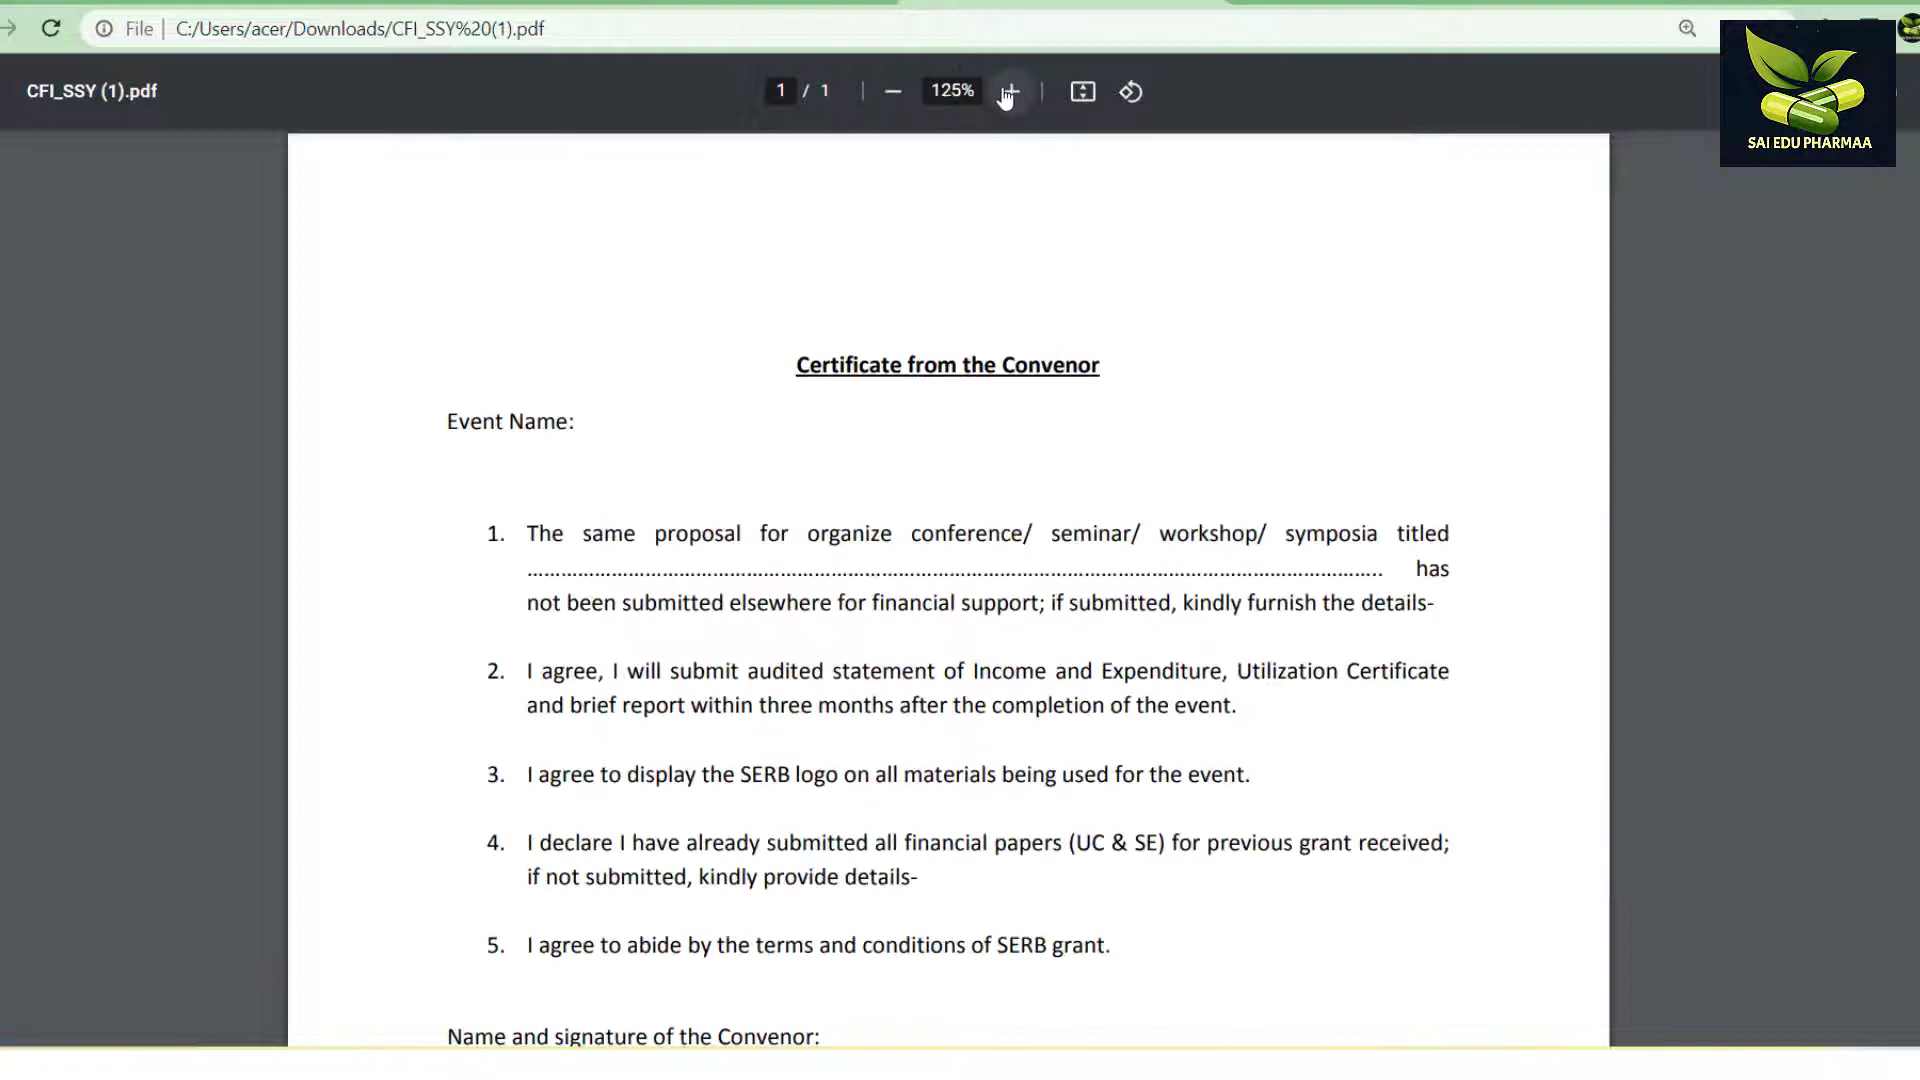 File | C:/Users/acer/Downloads/CFI_SSY%20(1).pdf
CFI_SSY (1).pdf
1 / 1
125%
SAI EDU PHARMAA
Certificate from the Convenor
Event Name:
1. The same proposal for organize conference/ seminar/ workshop/ symposia titled
…………………………………………………………………………………………………………………………….. has
not been submitted elsewhere for financial support; if submitted, kindly furnish the details-
2. I agree, I will submit audited statement of Income and Expenditure, Utilization Certificate
and brief report within three months after the completion of the event.
3. I agree to display the SERB logo on all materials being used for the event.
4. I declare I have already submitted all financial papers (UC & SE) for previous grant received;
if not submitted, kindly provide details-
5. I agree to abide by the terms and conditions of SERB grant.
Name and signature of the Convenor: